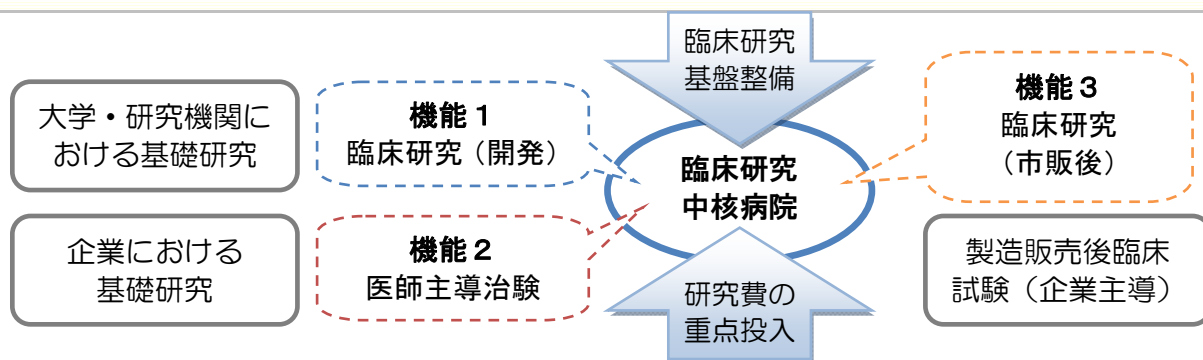 臨床研究
基盤整備
大学・研究機関に
おける基礎研究
機能１
臨床研究（開発）
機能３
臨床研究
（市販後）
臨床研究
中核病院
企業における
基礎研究
機能２
医師主導治験
研究費の
重点投入
製造販売後臨床
試験（企業主導）